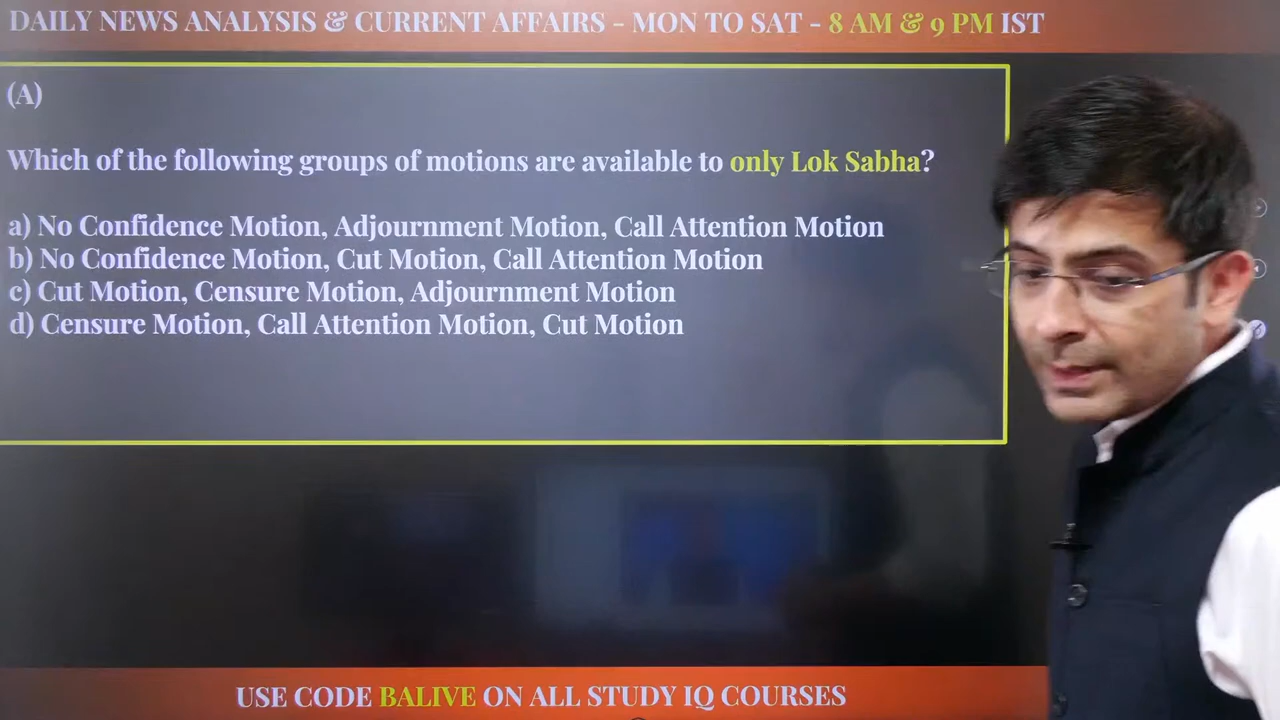 DAILY NEWS ANALYSIS & CURRENT AFFAIRS - MON TO SAT - 8 AM & 9 PM IST
(A)
Which of the following groups of motions are available to only Lok Sabha?
a) No Confidence Motion, Adjournment Motion, Call Attention Motion
b) No Confidence Motion, Cut Motion, Call Attention Motion
c) Cut Motion, Censure Motion, Adjournment Motion
d) Censure Motion, Call Attention Motion, Cut Motion
USE CODE BALIVE ON ALL STUDY IQ COURSES